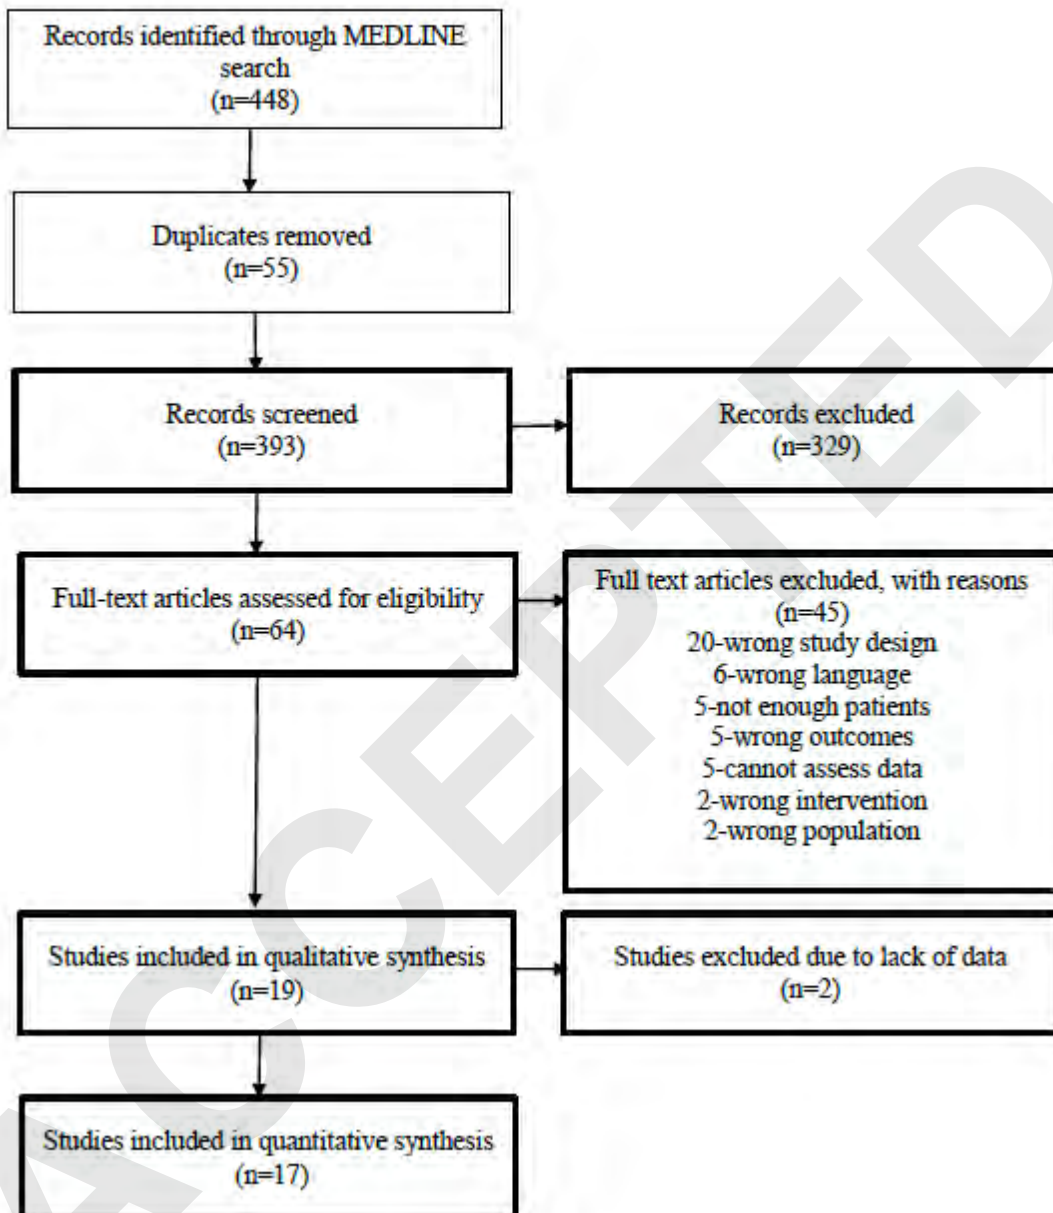 Records identified through MEDLINE
search
(n=448)
Duplicates removed
(n=55)
Records screened
(n=393)
Records excluded
(n=329)
Full-text articles assessed for eligibility
(n=64)
Full text articles excluded, with reasons
(n=45)
20-wrong study design
6-wrong language
5-not enough patients
5-wrong outcomes
5-cannot assess data
2-wrong intervention
2-wrong population
Studies included in qualitative synthesis
(n=19)
Studies excluded due to lack of data
(n=2)
Studies included in quantitative synthesis
(n=17)
ACCEPTED